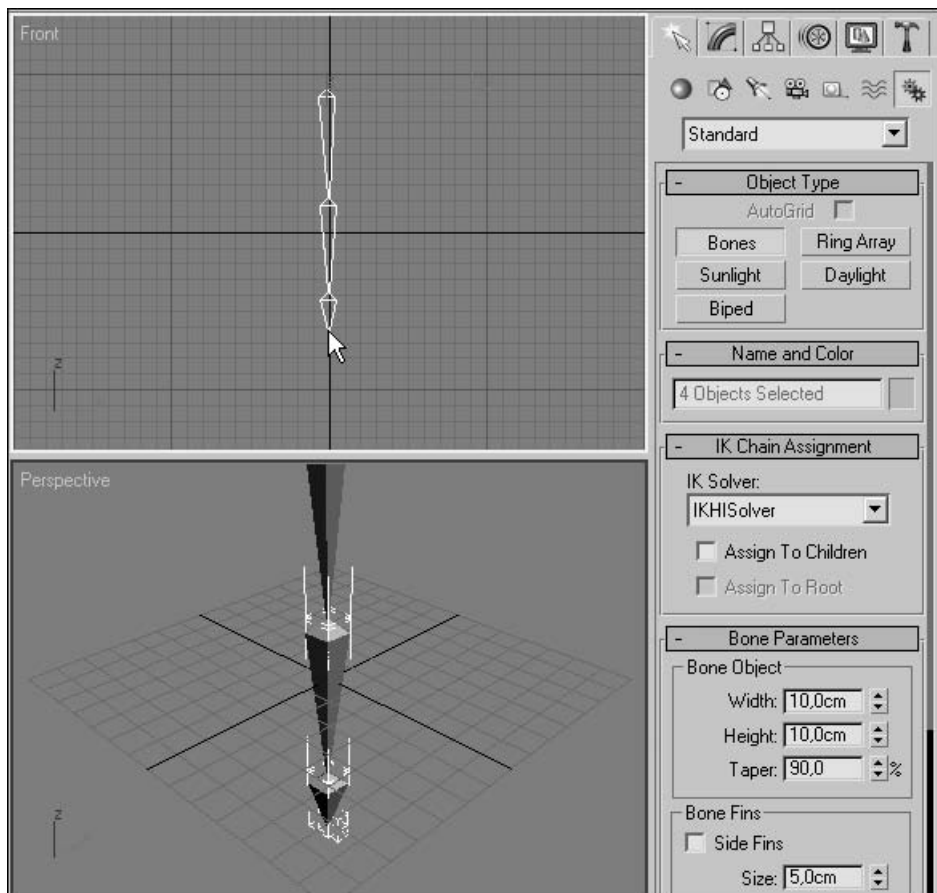 Front
z
Perspective
z
Standard
- Object Type
AutoGrid
Bones Ring Array
Sunlight Daylight
Biped
- Name and Color
4 Objects Selected
- IK Chain Assignment
IK Solver:
IKHISolver
Assign To Children
Assign To Root
- Bone Parameters
Bone Object
Width: 10,0cm
Height: 10,0cm
Taper: 90,0 %
Bone Fins
Side Fins
Size: 5,0cm